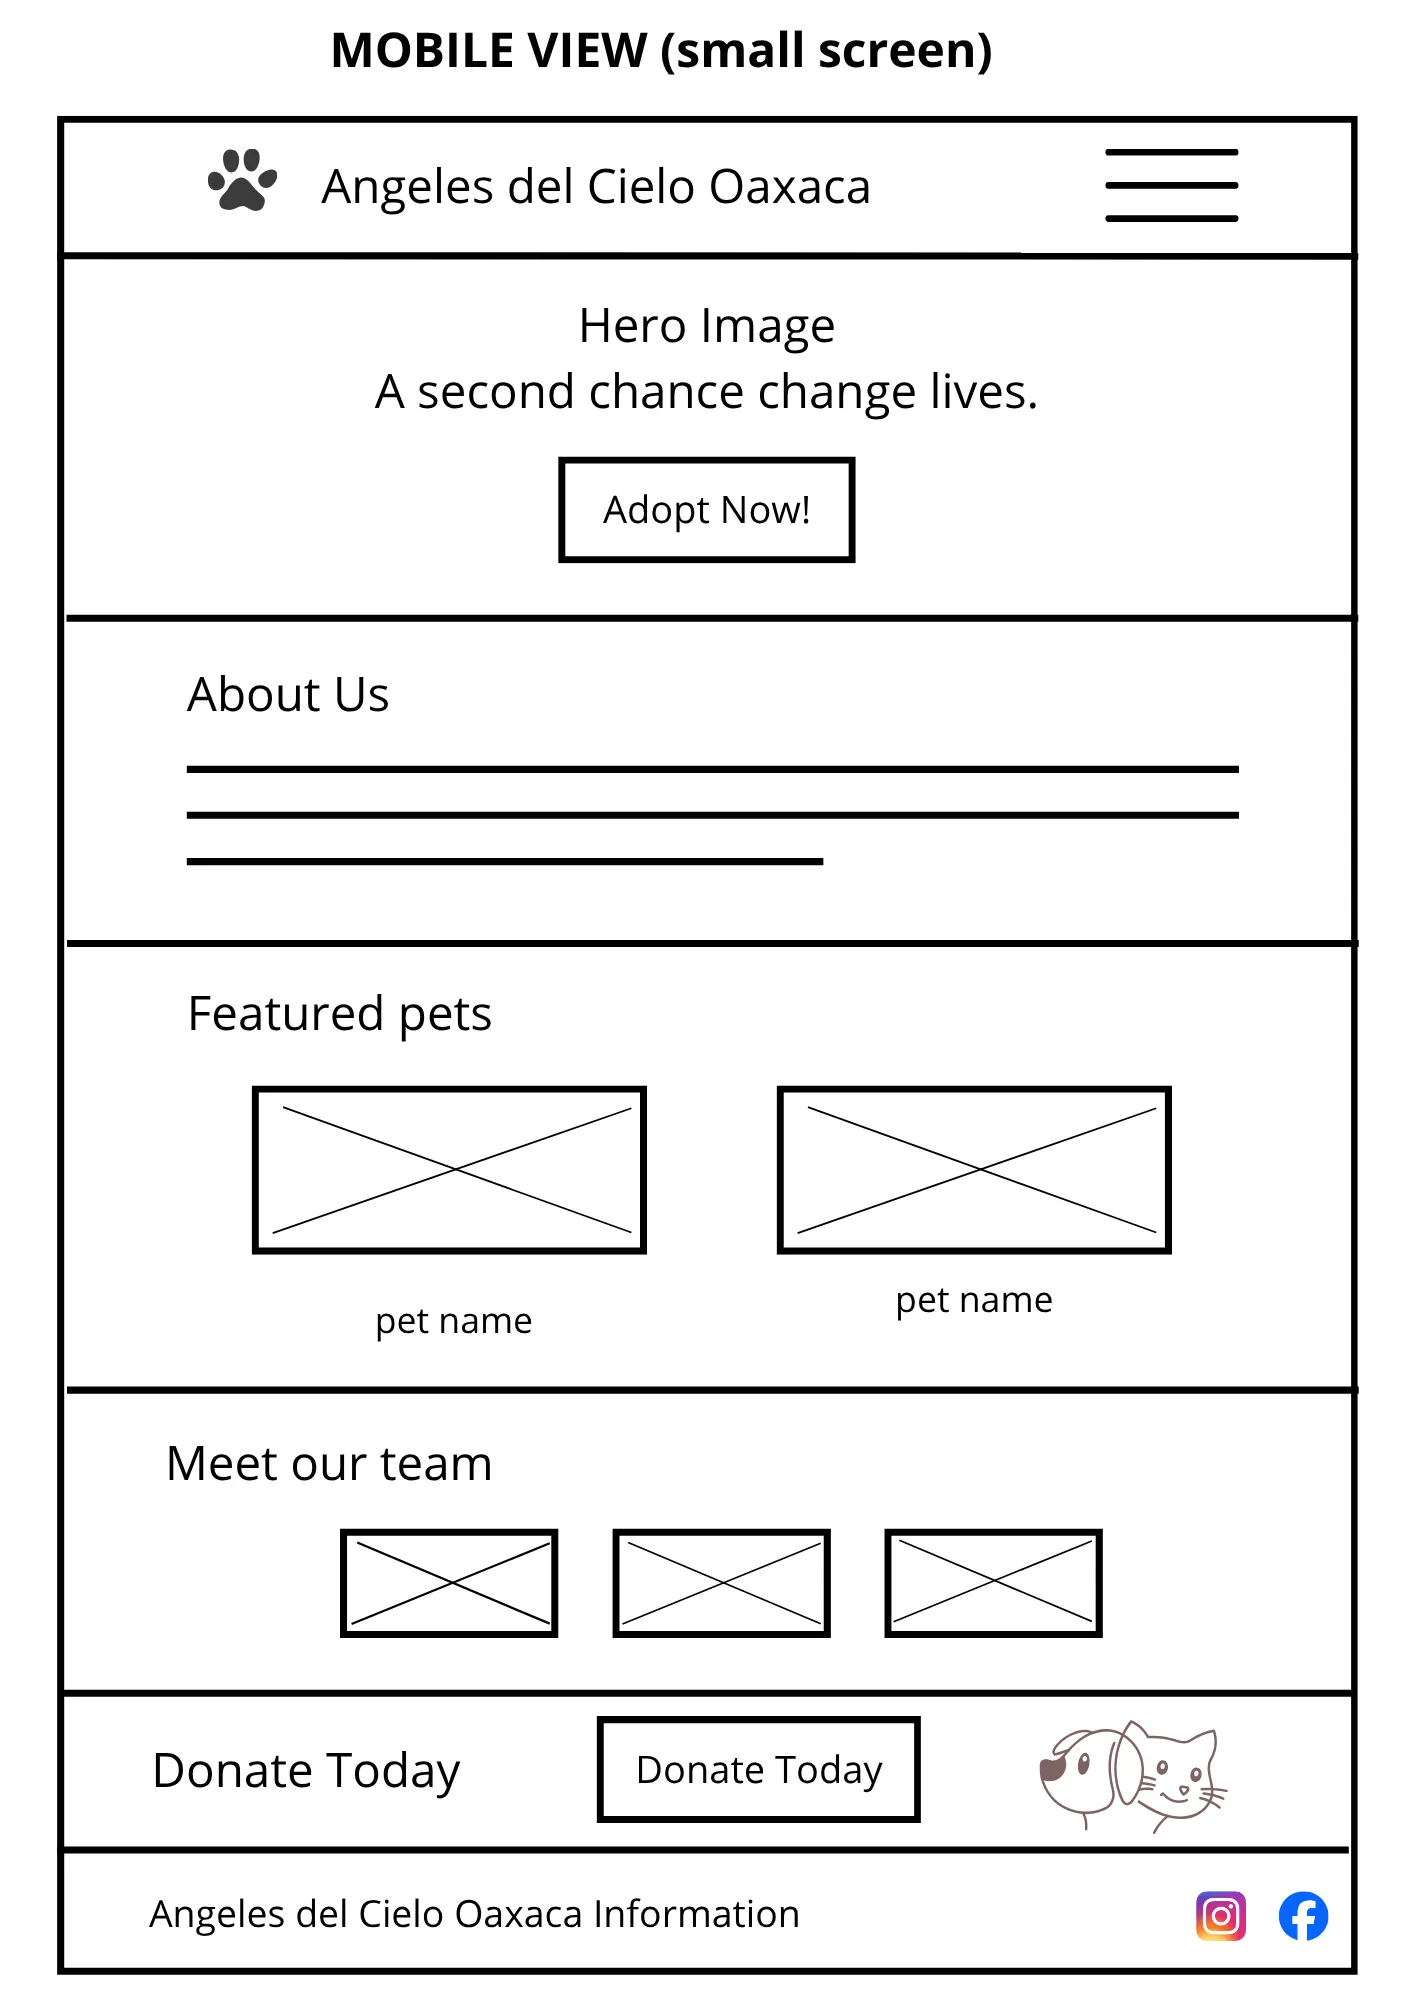 MOBILE VIEW (small screen)
Angeles del Cielo Oaxaca
Hero Image
A second chance change lives.
Adopt Now!
About Us
Featured pets
pet name
pet name
Meet our team
Donate Today
Donate Today
Angeles del Cielo Oaxaca Information